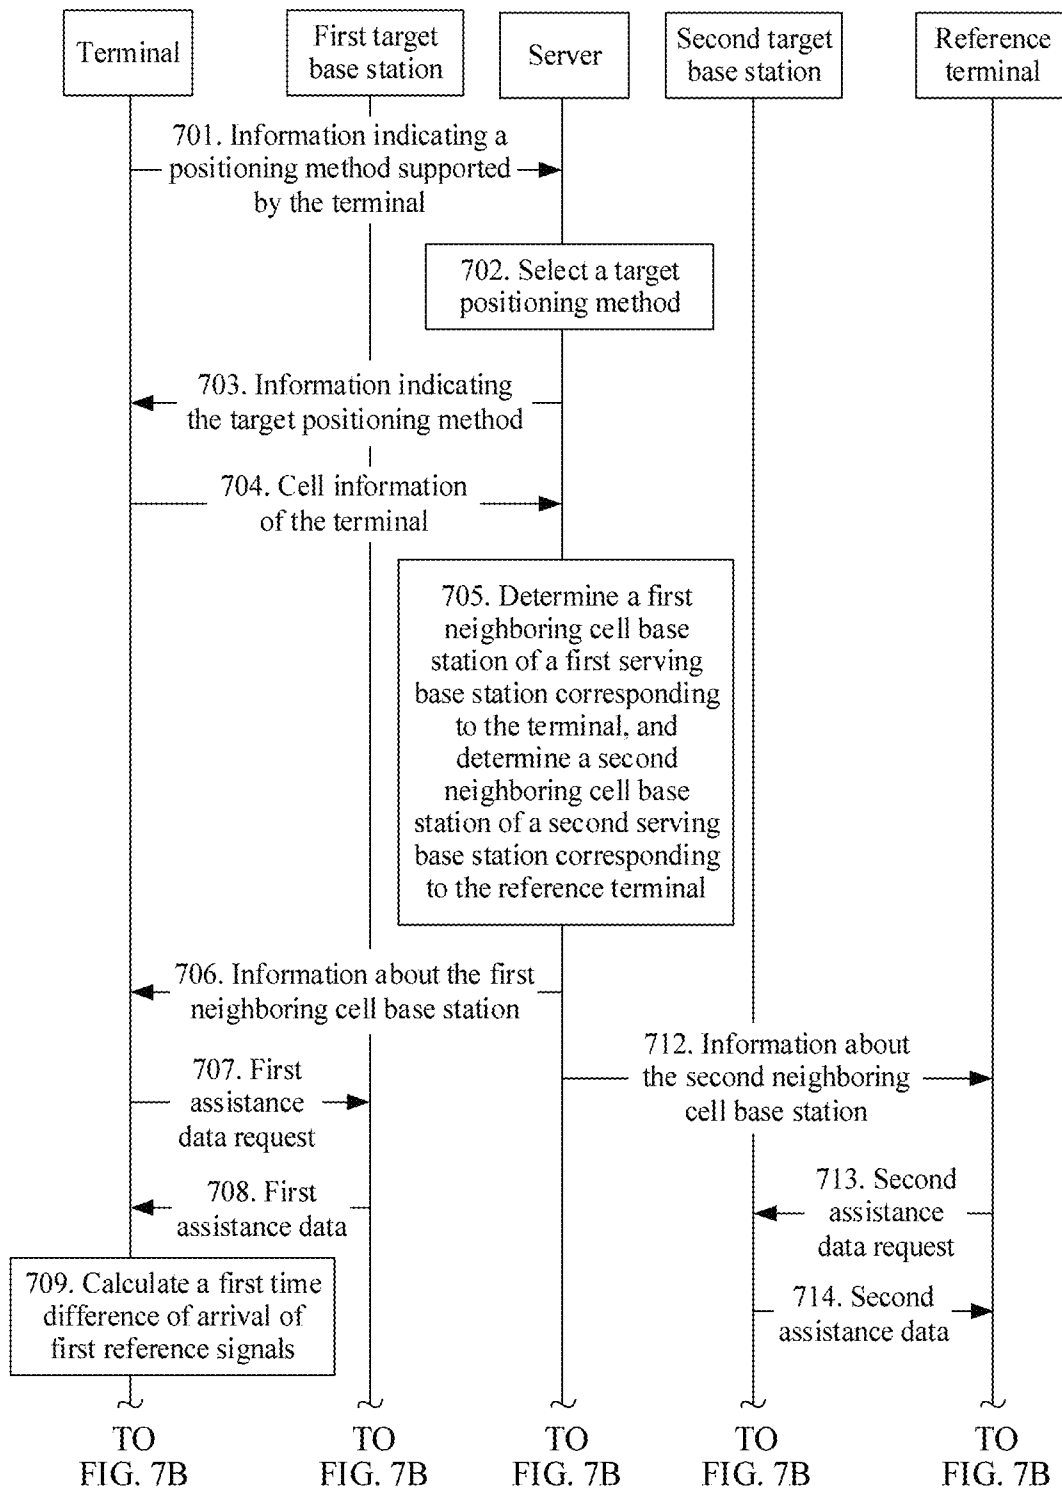 Terminal
First target
base station
Server
Second target
base station
Reference
terminal
701. Information indicating a
positioning method supported
by the terminal
702. Select a target
positioning method
703. Information indicating
the target positioning method
704. Cell information
of the terminal
705. Determine a first
neighboring cell base
station of a first serving
base station corresponding
to the terminal, and
determine a second
neighboring cell base
station of a second serving
base station corresponding
to the reference terminal
706. Information about the first
neighboring cell base station
712. Information about
the second neighboring
cell base station
707. First
assistance
data request
708. First
assistance data
713. Second
assistance
data request
709. Calculate a first time
difference of arrival of
first reference signals
714. Second
assistance data
TO
FIG. 7B
TO
FIG. 7B
TO
FIG. 7B
TO
FIG. 7B
TO
FIG. 7B